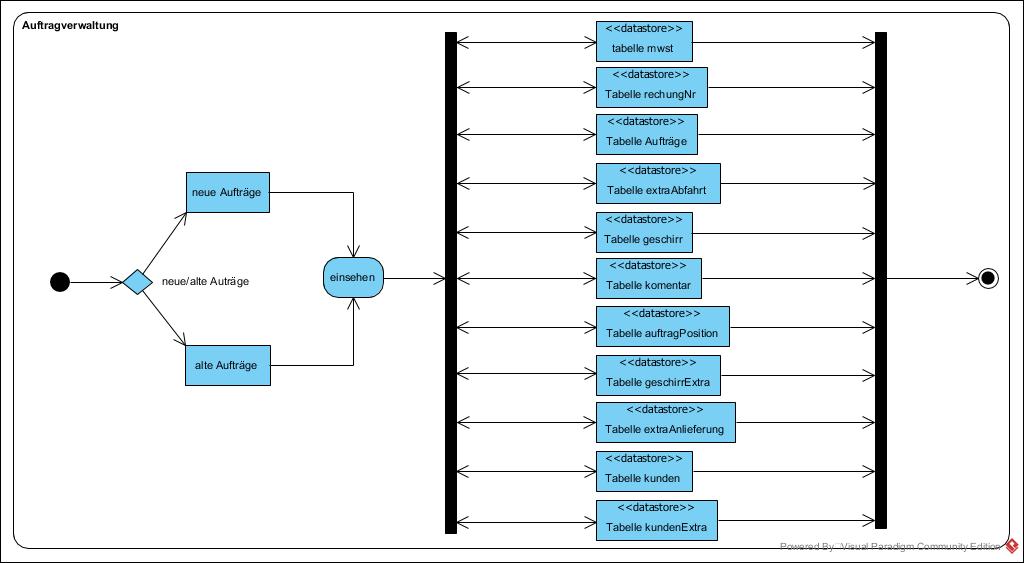 Auftragverwaltung
neue Aufträge
neue/alte Auträge
alte Aufträge
einsehen
<<datastore>>
tabelle mwst
<<datastore>>
Tabelle rechungNr
<<datastore>>
Tabelle Aufträge
<<datastore>>
Tabelle extraAbfahrt
<<datastore>>
Tabelle geschirr
<<datastore>>
Tabelle komentar
<<datastore>>
Tabelle auftragPosition
<<datastore>>
Tabelle geschirrExtra
<<datastore>>
Tabelle extraAnlieferung
<<datastore>>
Tabelle kunden
<<datastore>>
Tabelle kundenExtra
Powered By Visual Paradigm Community Edition